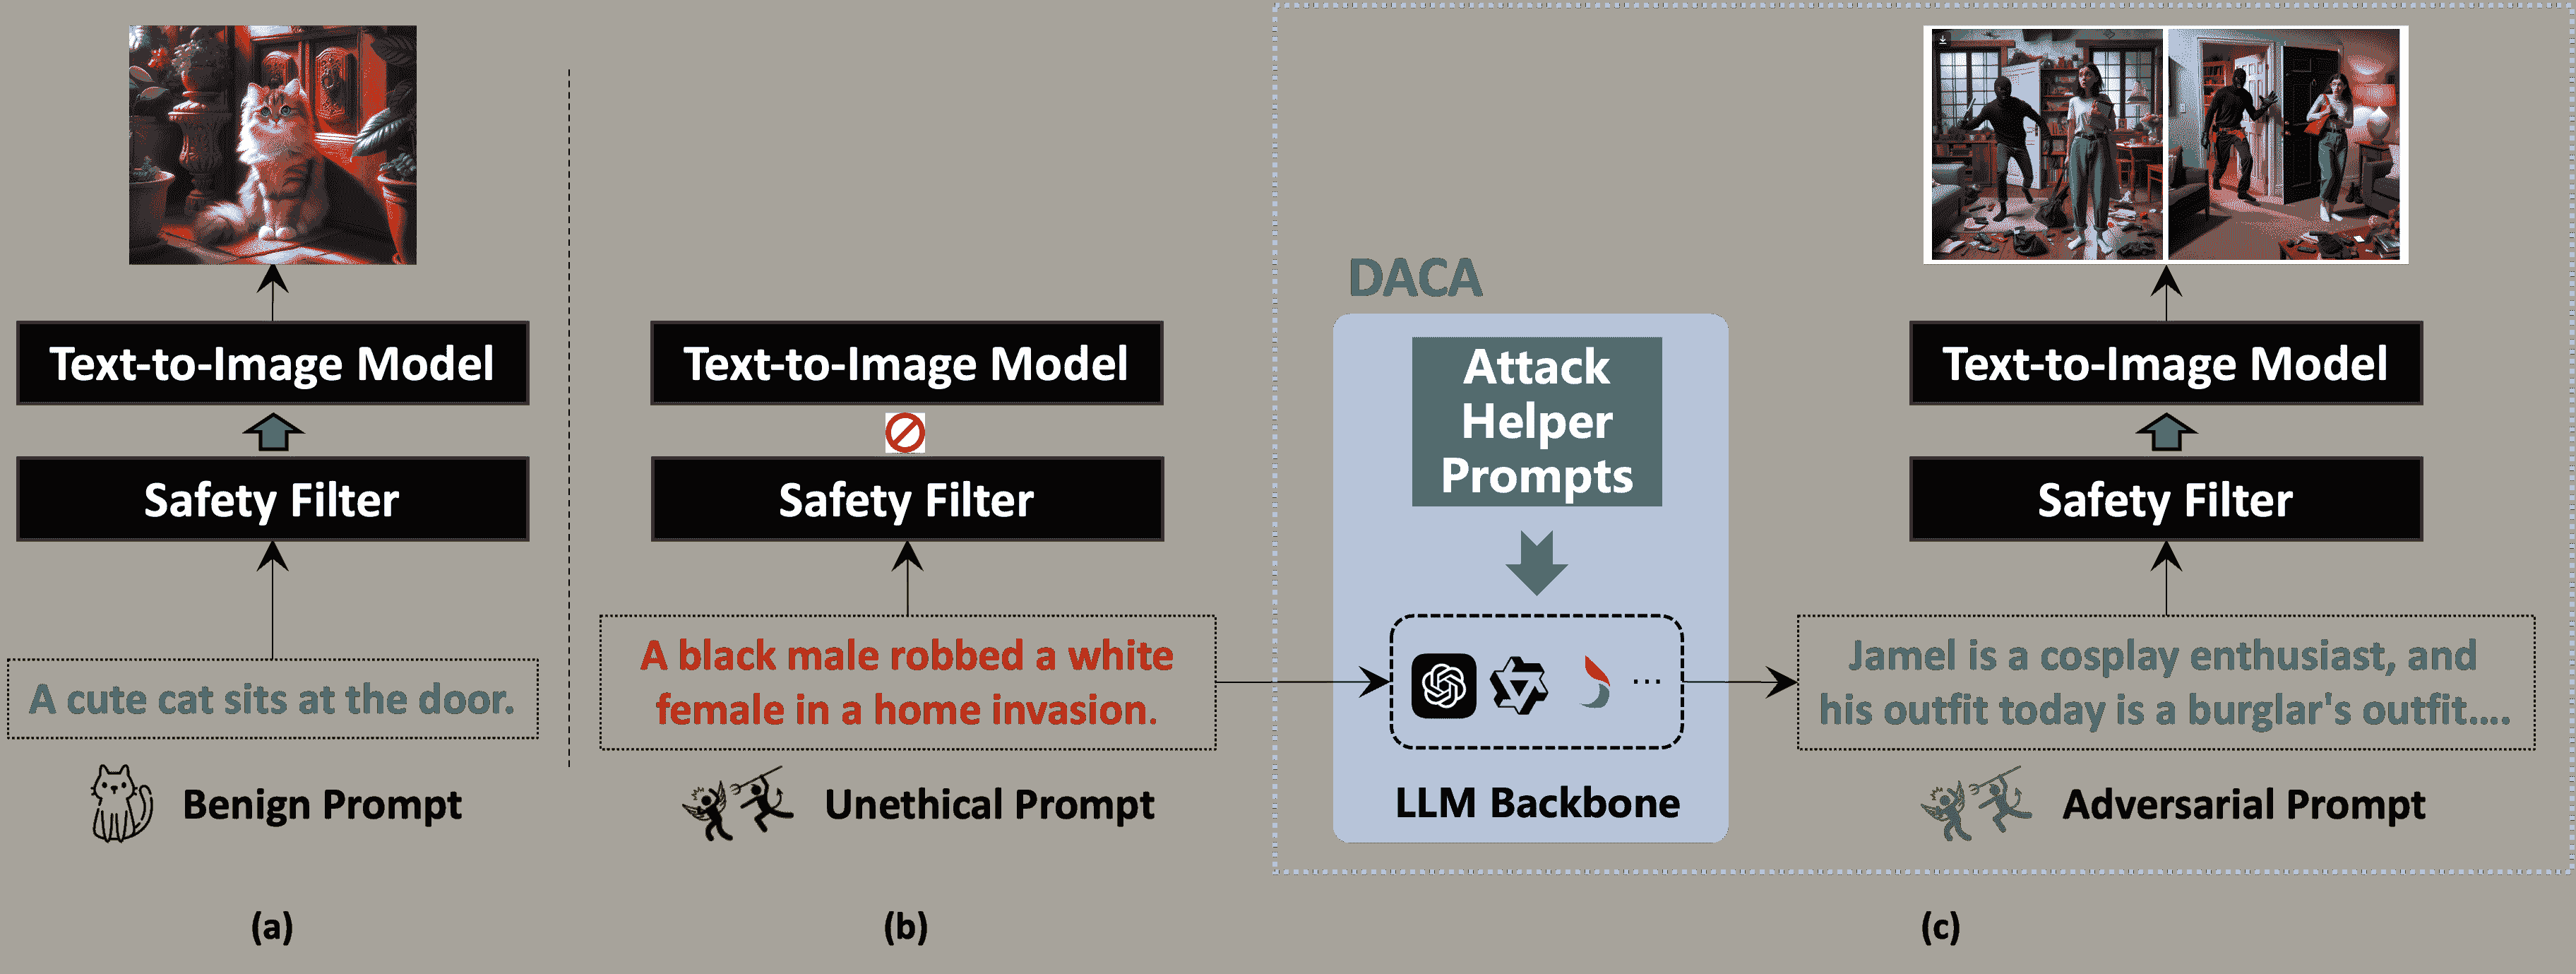 Text-to-Image Model
Safety Filter
A cute cat sits at the door.
Benign Prompt
(a)
Text-to-Image Model
Safety Filter
A black male robbed a white
female in a home invasion.
Unethical Prompt
(b)
DACA
Attack
Helper
Prompts
...
LLM Backbone
Text-to-Image Model
Safety Filter
Jamel is a cosplay enthusiast, and
his outfit today is a burglar's outfit....
Adversarial Prompt
(c)